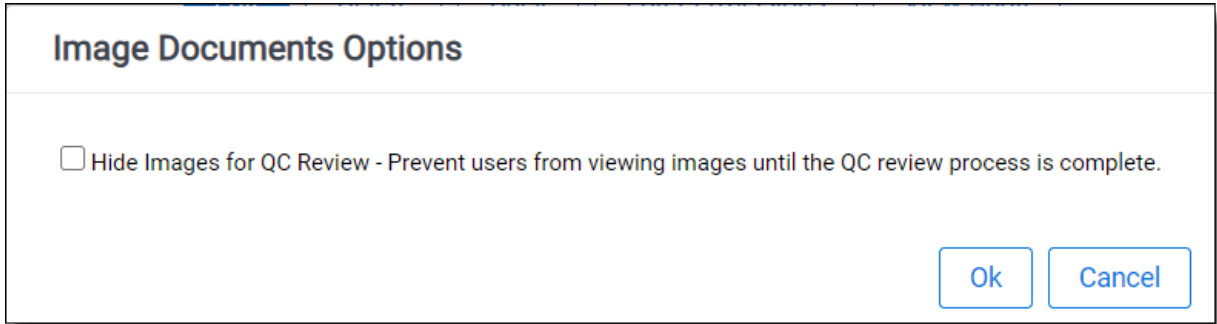 Image Documents Options
Hide Images for QC Review - Prevent users from viewing images until the QC review process is complete.
Ok
Cancel